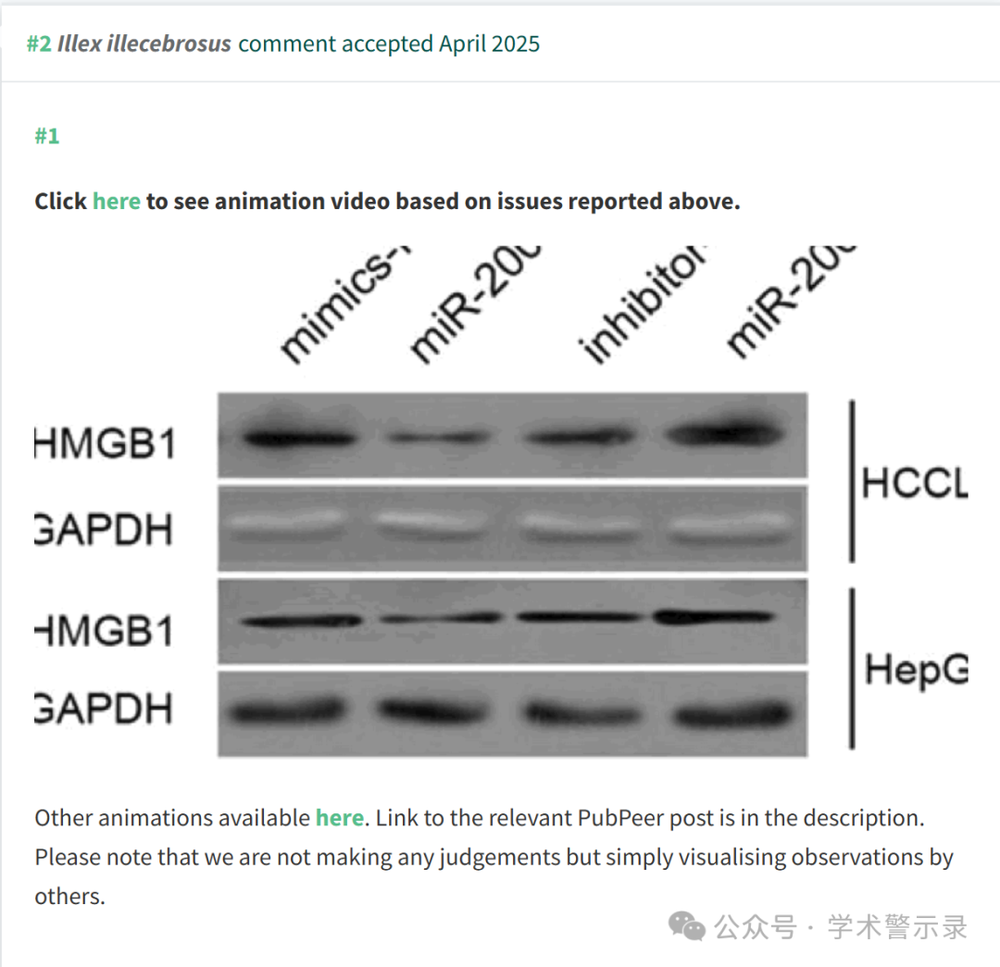 #2 Illex illecebrosus comment accepted April 2025
#1
Click here to see animation video based on issues reported above.
mimics- miR-200 inhibitor miR-200
HMGB1
HCCL
GAPDH
HMGB1
HepG
GAPDH
Other animations available here. Link to the relevant PubPeer post is in the description.
Please note that we are not making any judgements but simply visualising observations by
others.
公众号 · 学术警示录